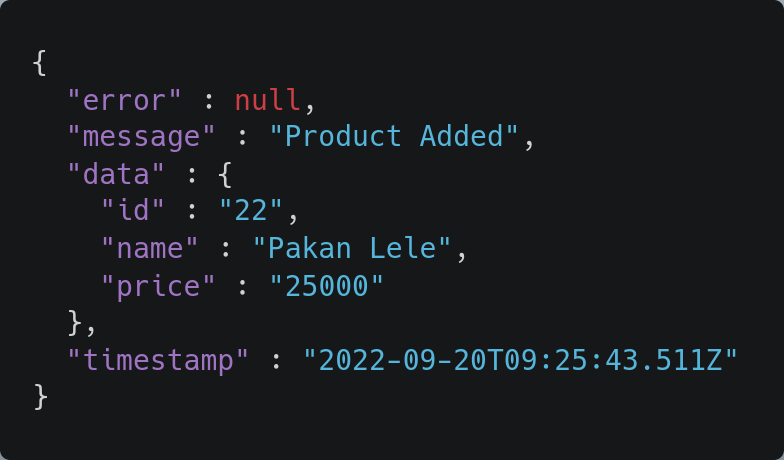 {
  "error" : null,
  "message" : "Product Added",
  "data" : {
    "id" : "22",
    "name" : "Pakan Lele",
    "price" : "25000"
  },
  "timestamp" : "2022-09-20T09:25:43.511Z"
}